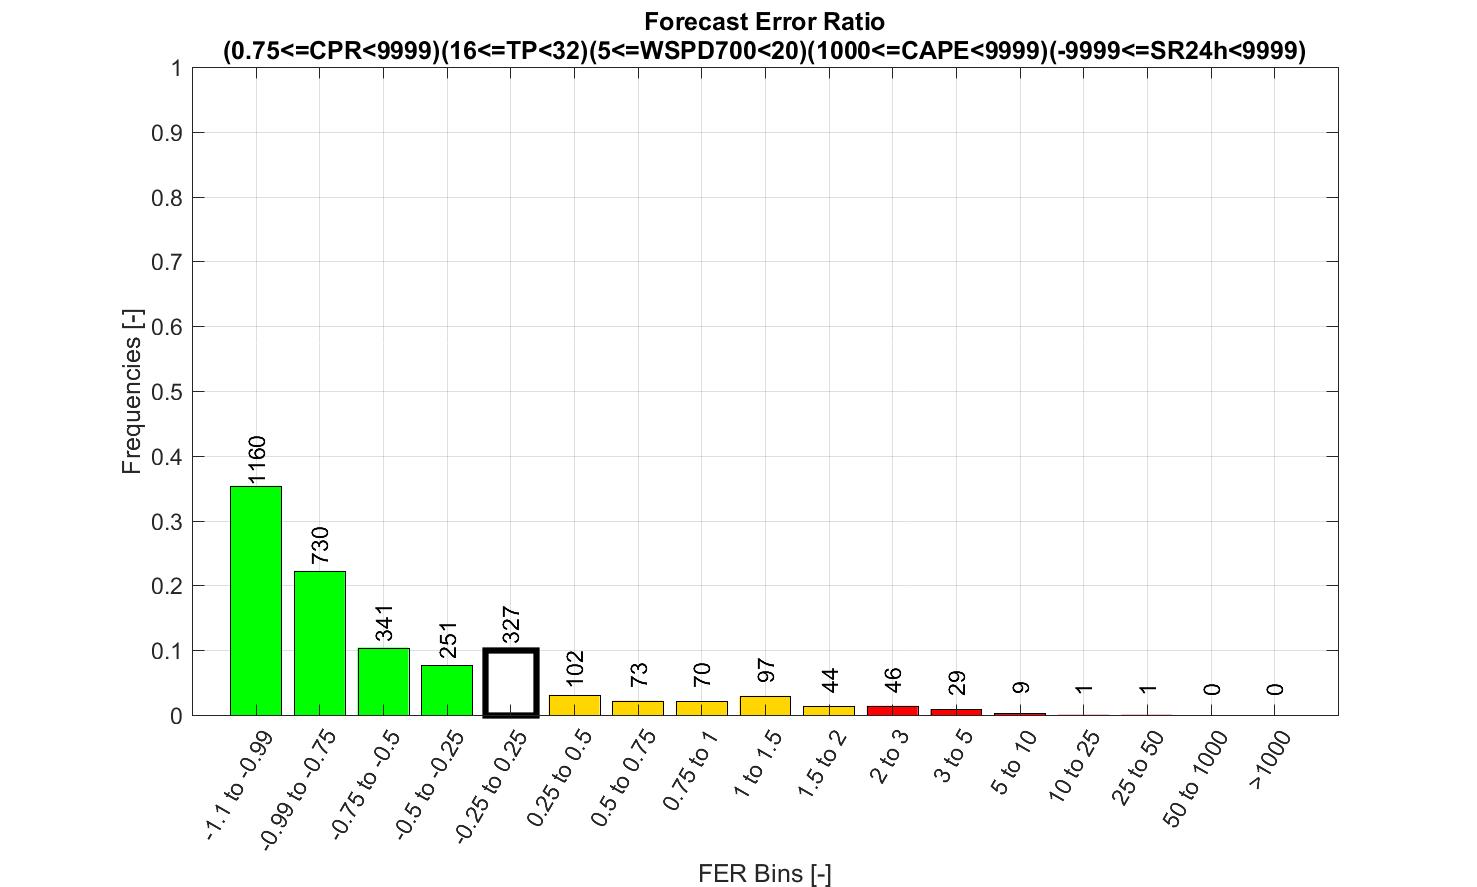 Forecast Error Ratio
(0.75<=CPR<9999)(16<=TP<32)(5<=WSPD700<20)(1000<=CAPE<9999)(-9999<=SR24h<9999)
Frequencies [-]
1
0.9
0.8
0.7
0.6
0.5
0.4
0.3
0.2
0.1
0
1160
730
341
251
327
102
73
70
97
44
46
29
9
1
1
0
0
-1.1 to -0.99
-0.99 to -0.75
-0.75 to -0.5
-0.5 to -0.25
-0.25 to 0.25
0.25 to 0.5
0.5 to 0.75
0.75 to 1
1 to 1.5
1.5 to 2
2 to 3
3 to 5
5 to 10
10 to 25
25 to 50
50 to 1000
>1000
FER Bins [-]